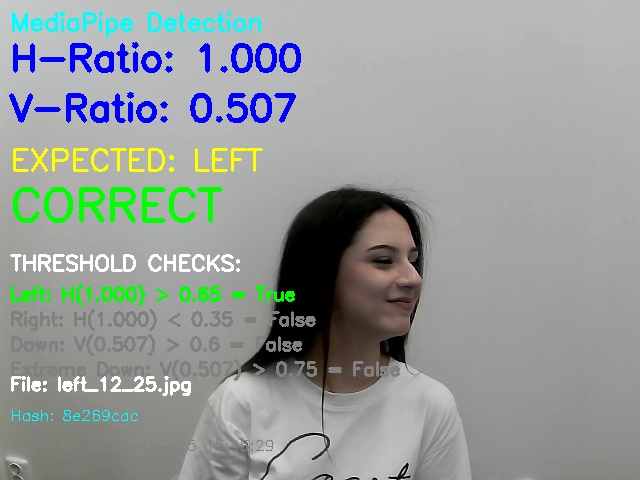 MediaPipe Detection
H-Ratio: 1.000
V-Ratio: 0.507
EXPECTED: LEFT
CORRECT
THRESHOLD CHECKS:
Left: H(1.000) > 0.65 = True
Right: H(1.000) < 0.35 = False
Down: V(0.507) > 0.6 = False
Extreme Down: V(0.507) > 0.75 = False
File: left_12_25.jpg
Hash: 8e269cac